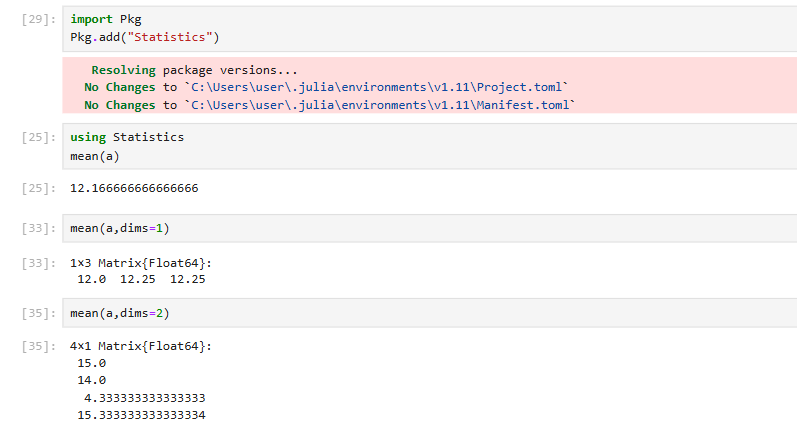 [29]: import Pkg
Pkg.add("Statistics")
Resolving package versions...
No Changes to `C:\Users\user\.julia\environments\v1.11\Project.toml`
No Changes to `C:\Users\user\.julia\environments\v1.11\Manifest.toml`
[25]: using Statistics
mean(a)
[25]: 12.166666666666666
[33]: mean(a,dims=1)
[33]: 1×3 Matrix{Float64}:
12.0  12.25  12.25
[35]: mean(a,dims=2)
[35]: 4×1 Matrix{Float64}:
15.0
14.0
4.333333333333333
15.333333333333334